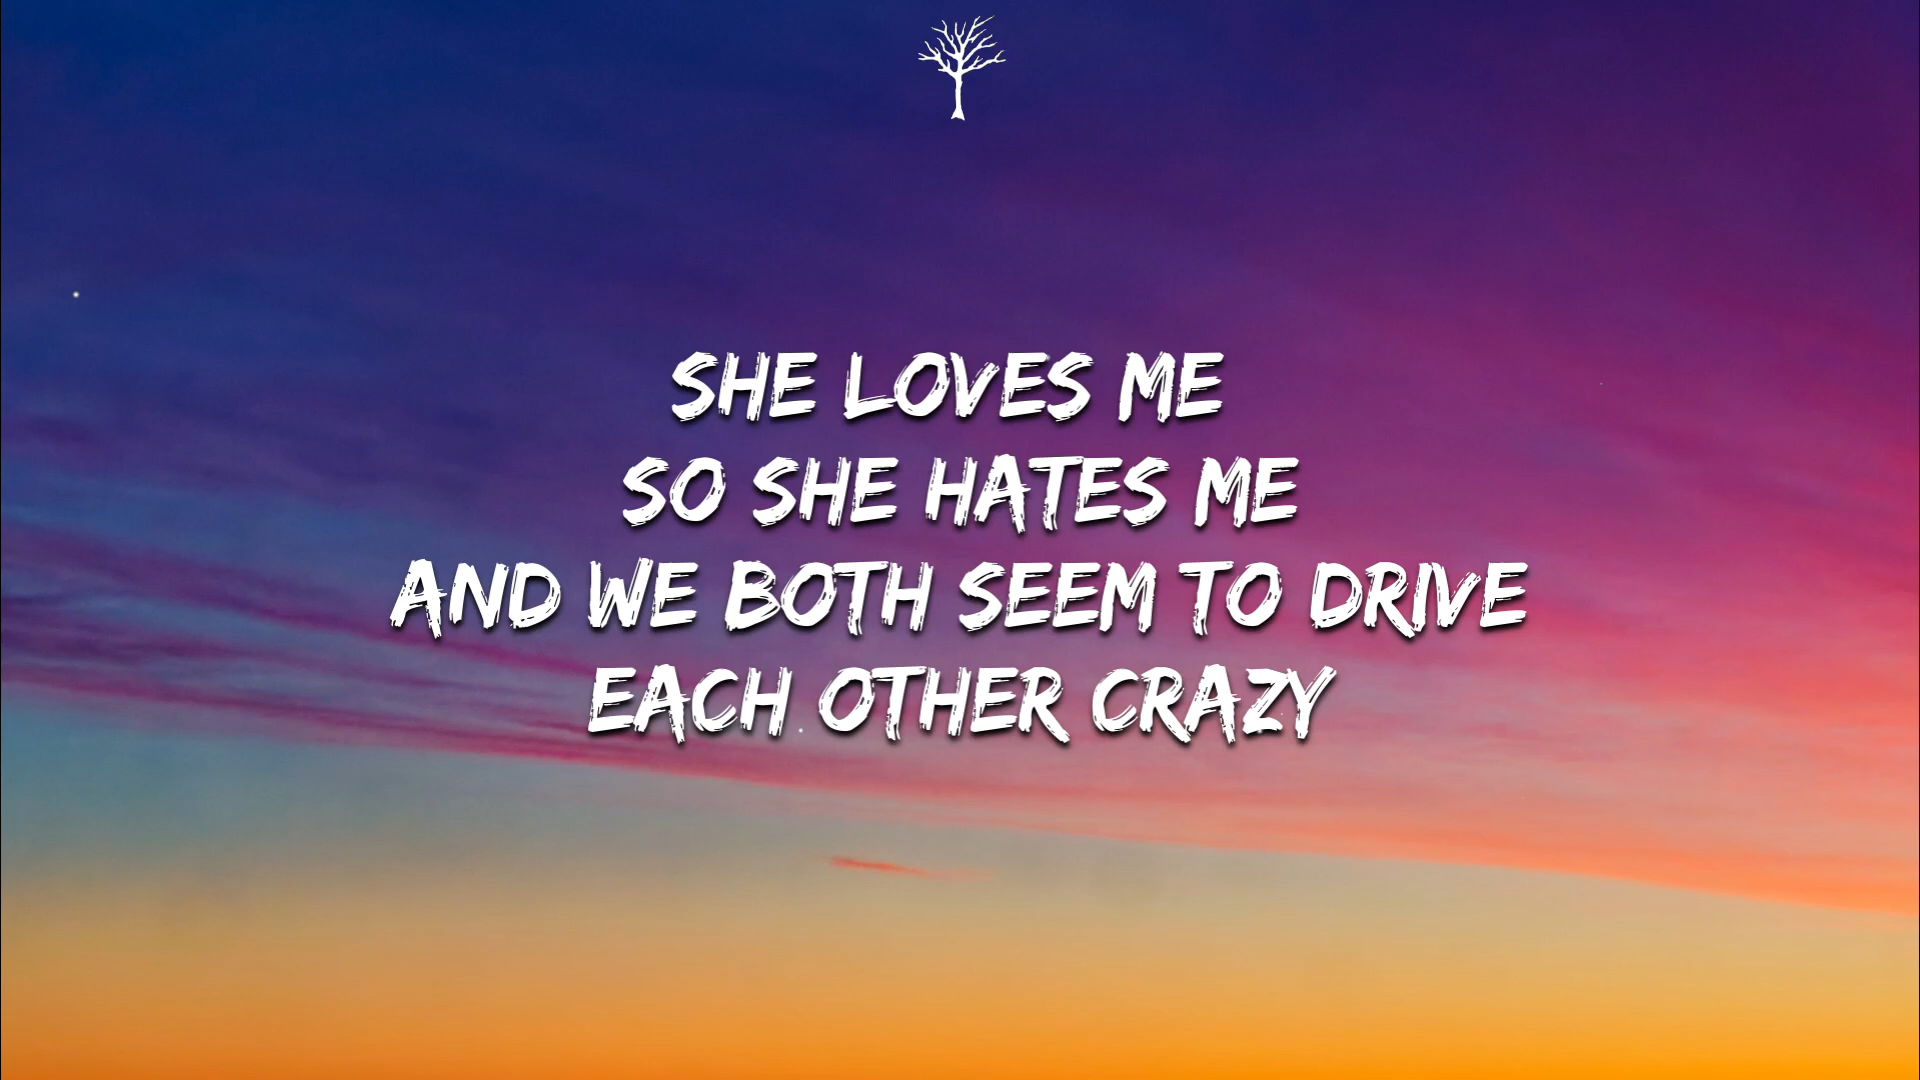 SHE LOVES ME
SO SHE HATES ME
AND WE BOTH SEEM TO DRIVE
EACH OTHER CRAZY